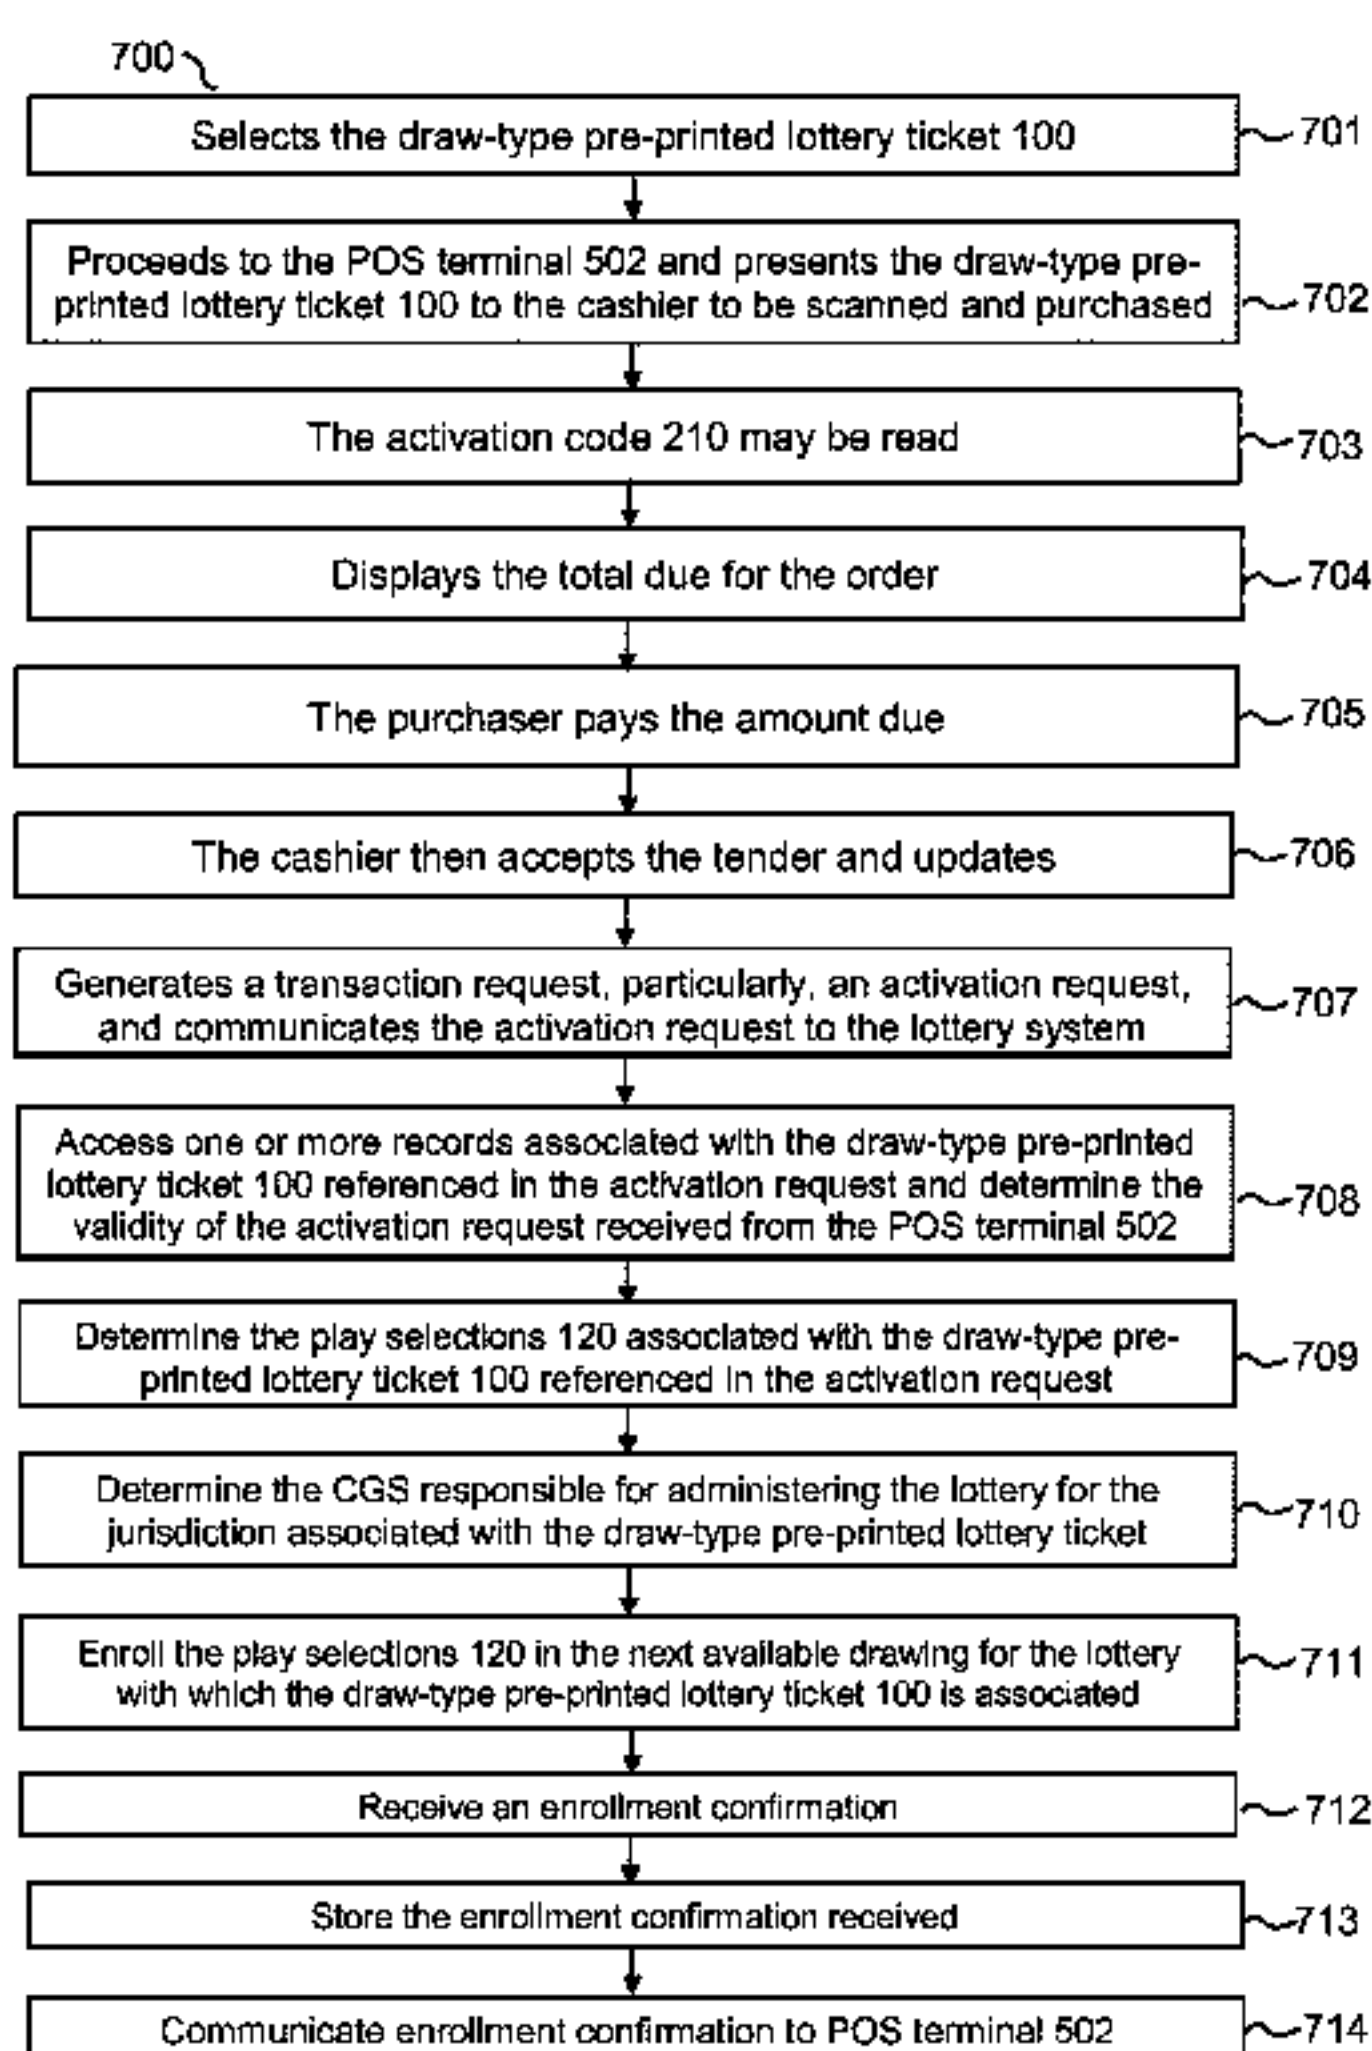 700
Selects the draw-type pre-printed lottery ticket 100
701
Proceeds to the POS terminal 502 and presents the draw-type pre-
printed lottery ticket 100 to the cashier to be scanned and purchased
702
The activation code 210 may be read
703
Displays the total due for the order
704
The purchaser pays the amount due
705
The cashier then accepts the tender and updates
706
Generates a transaction request, particularly, an activation request,
and communicates the activation request to the lottery system
707
Access one or more records associated with the draw-type pre-printed
lottery ticket 100 referenced in the activation request and determine the
validity of the activation request received from the POS terminal 502
708
Determine the play selections 120 associated with the draw-type pre-
printed lottery ticket 100 referenced in the activation request
709
Determine the CGS responsible for administering the lottery for the
jurisdiction associated with the draw-type pre-printed lottery ticket
710
Enroll the play selections 120 in the next available drawing for the lottery
with which the draw-type pre-printed lottery ticket 100 is associated
711
Receive an enrollment confirmation
712
Store the enrollment confirmation received
713
Communicate enrollment confirmation to POS terminal 502
714